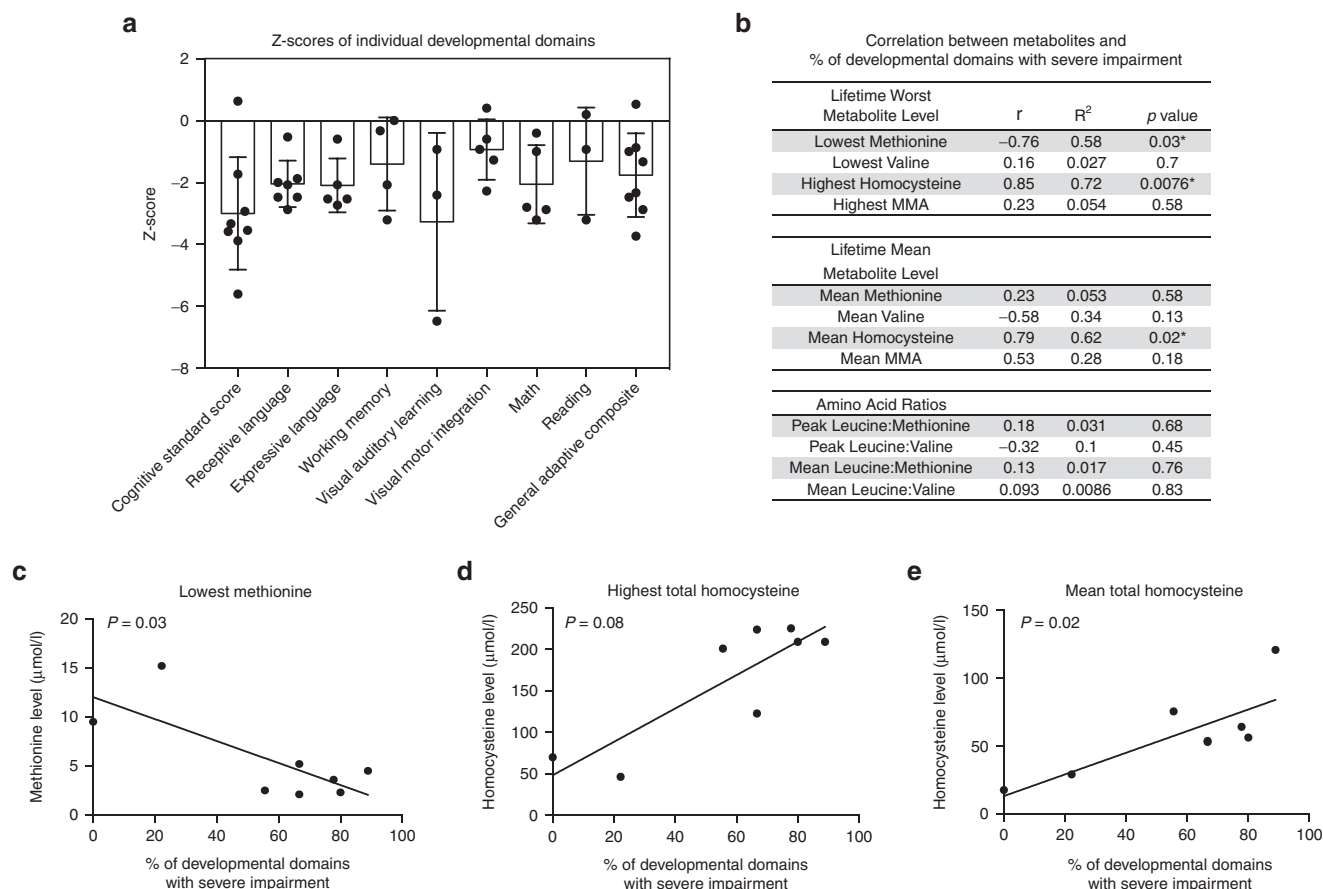 a
Z-scores of individual developmental domains
2
0
−2
−4
−6
−8
Z-score
Cognitive standard score
Receptive language
Expressive language
Working memory
Visual auditory learning
Visual motor integration
Math
Reading
General adaptive composite
b
Correlation between metabolites and
% of developmental domains with severe impairment
Lifetime Worst
Metabolite Level r R² p value
Lowest Methionine −0.76 0.58 0.03*
Lowest Valine 0.16 0.027 0.7
Highest Homocysteine 0.85 0.72 0.0076*
Highest MMA 0.23 0.054 0.58
Lifetime Mean
Metabolite Level
Mean Methionine 0.23 0.053 0.58
Mean Valine −0.58 0.34 0.13
Mean Homocysteine 0.79 0.62 0.02*
Mean MMA 0.53 0.28 0.18
Amino Acid Ratios
Peak Leucine:Methionine 0.18 0.031 0.68
Peak Leucine:Valine −0.32 0.1 0.45
Mean Leucine:Methionine 0.13 0.017 0.76
Mean Leucine:Valine 0.093 0.0086 0.83
c
Lowest methionine
P = 0.03
20
15
10
5
0
Methionine level (μmol/l)
0 20 40 60 80 100
% of developmental domains
with severe impairment
d
Highest total homocysteine
P = 0.08
250
200
150
100
50
0
Homocysteine level (μmol/l)
0 20 40 60 80 100
% of developmental domains
with severe impairment
e
Mean total homocysteine
P = 0.02
150
100
50
0
Homocysteine level (μmol/l)
0 20 40 60 80 100
% of developmental domains
with severe impairment